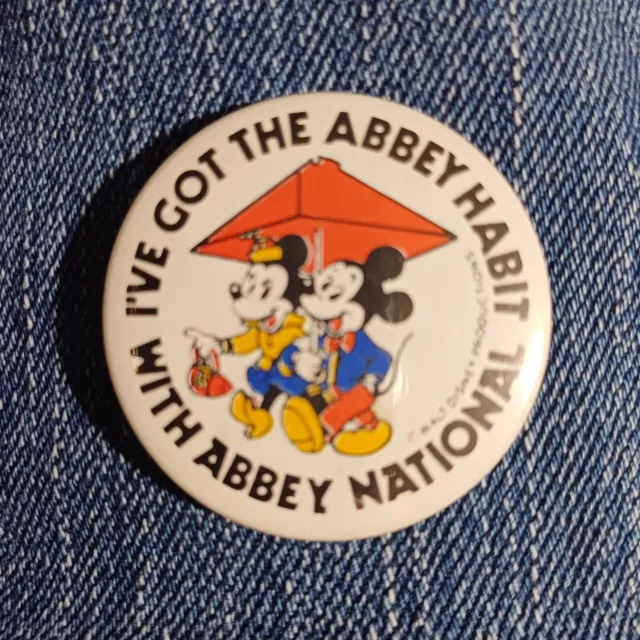 I'VE GOT THE ABBEY HABIT
WITH ABBEY NATIONAL
© WALT DISNEY PRODUCTIONS